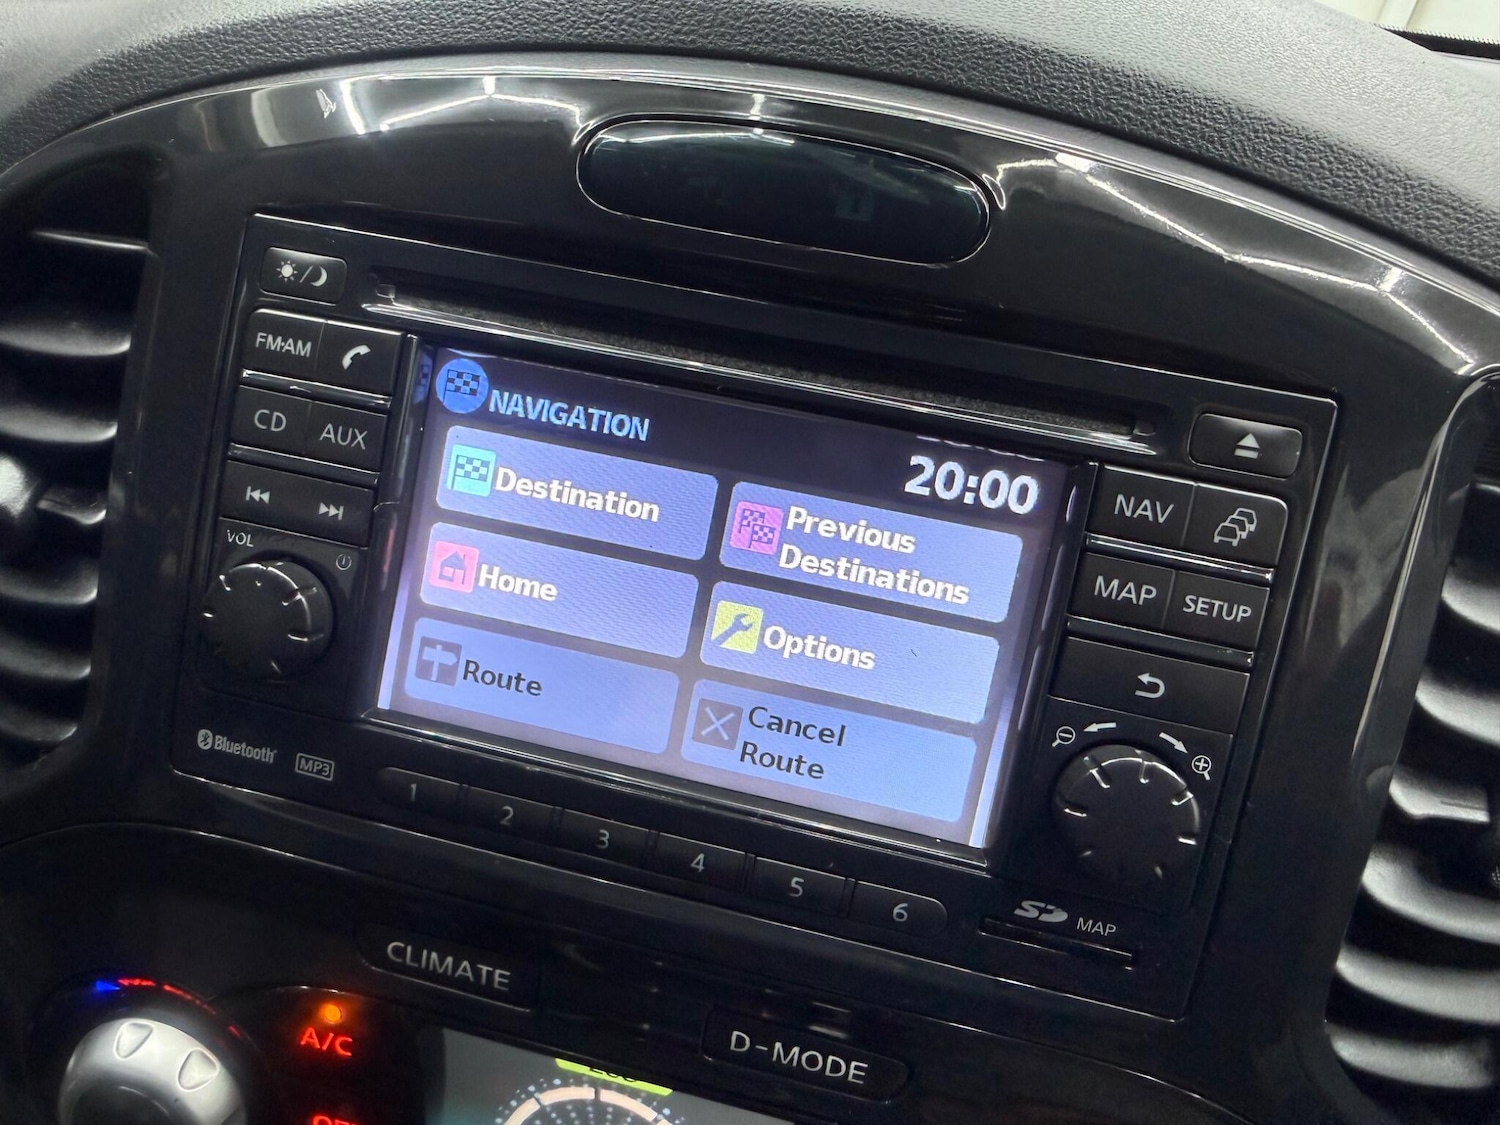 FM·AM
CD
AUX
VOL
Bluetooth
MP3
NAVIGATION
20:00
Destination
Previous
Destinations
Home
Options
Route
Cancel
Route
NAV
MAP
SETUP
1
2
3
4
5
6
SD MAP
CLIMATE
D-MODE
A/C